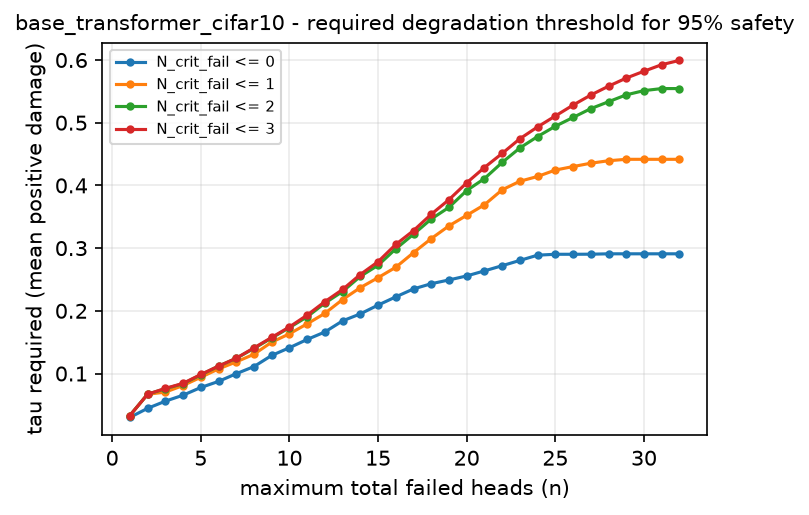 base_transformer_cifar10 - required degradation threshold for 95% safety
tau required (mean positive damage)
0.6
0.5
0.4
0.3
0.2
0.1
N_crit_fail <= 0
N_crit_fail <= 1
N_crit_fail <= 2
N_crit_fail <= 3
0 5 10 15 20 25 30
maximum total failed heads (n)